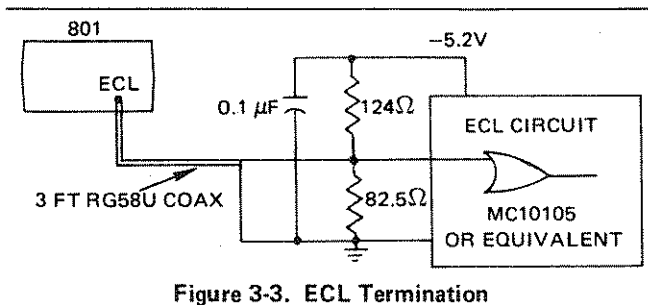 801
ECL
−5.2V
0.1 µF
124Ω
ECL CIRCUIT
3 FT RG58U COAX
82.5Ω
MC10105
OR EQUIVALENT
Figure 3-3. ECL Termination